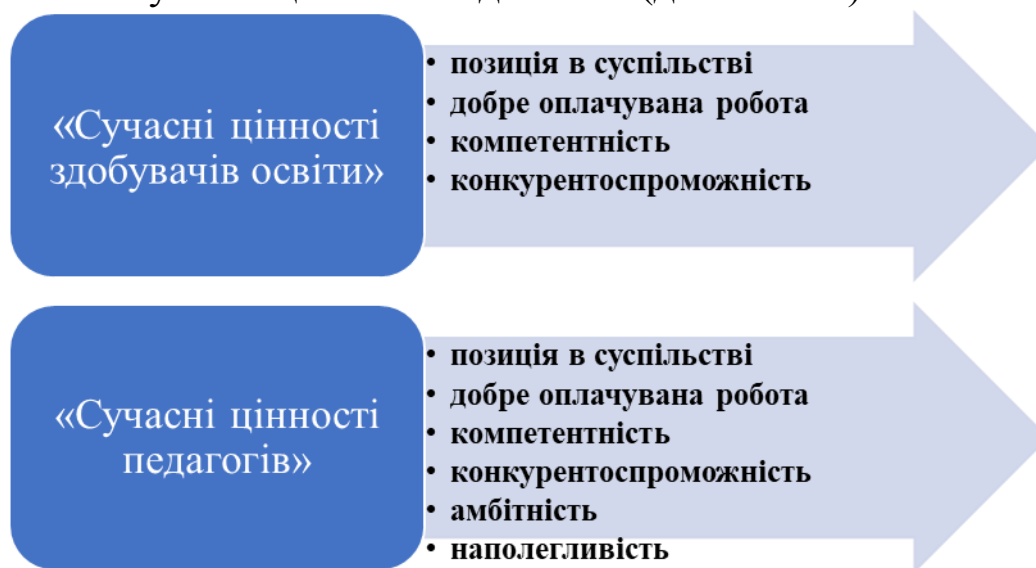 «Сучасні цінності
здобувачів освіти»
• позиція в суспільстві
• добре оплачувана робота
• компетентність
• конкурентоспроможність
«Сучасні цінності
педагогів»
• позиція в суспільстві
• добре оплачувана робота
• компетентність
• конкурентоспроможність
• амбітність
• наполегливість